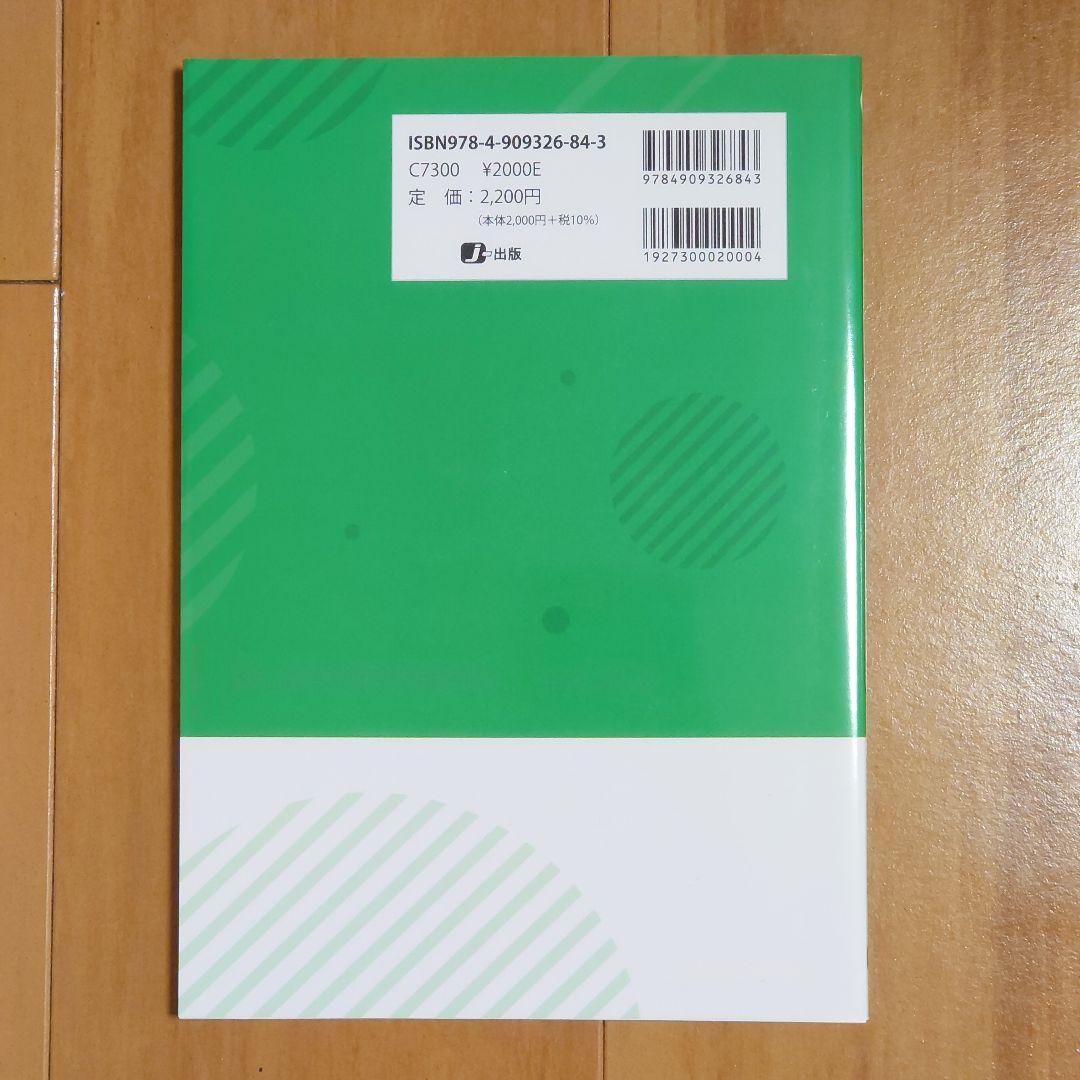 ISBN978-4-909326-84-3
C7300 ¥2000E
定 価：2,200円
（本体2,000円＋税10％）
J 出版
9784909326843
1927300020004